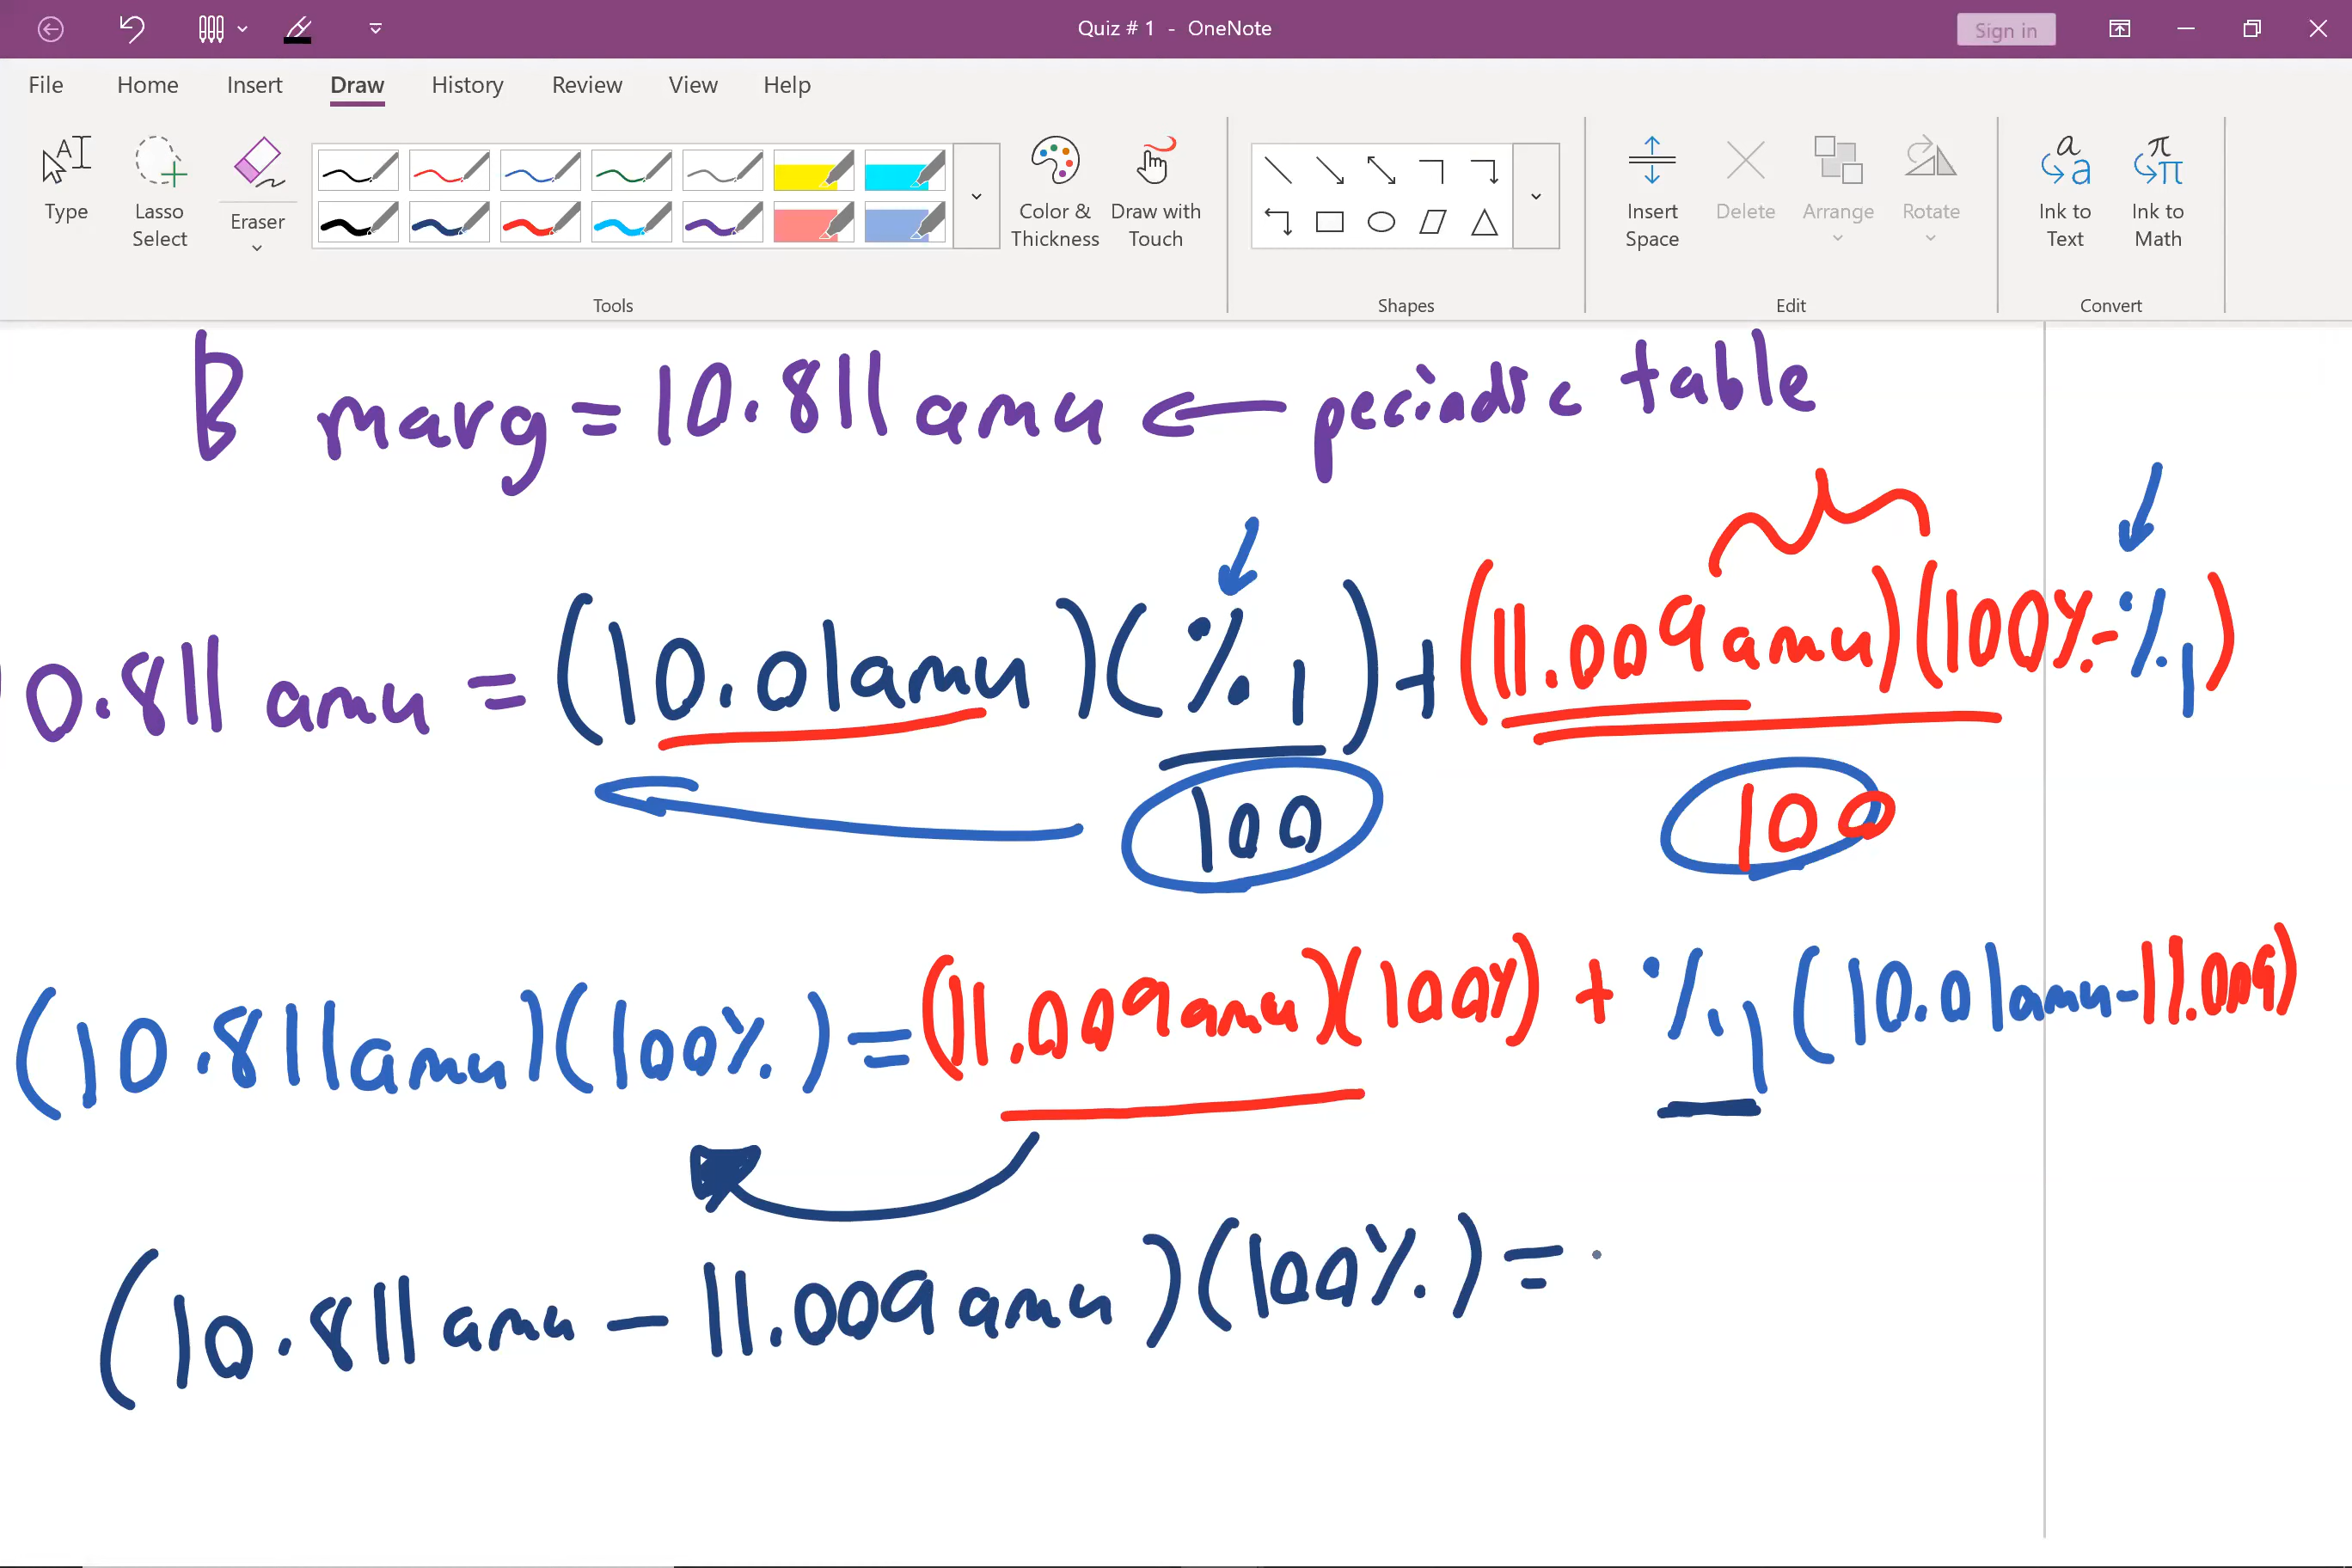 Quiz # 1 - OneNote
Sign in
File Home Insert Draw History Review View Help
Type
Lasso Select
Eraser
Color & Thickness
Draw with Touch
Insert Space
Delete
Arrange
Rotate
Ink to Text
Ink to Math
Tools
Shapes
Edit
Convert
B mavg = 10.811 amu ← periodic table
0.811 amu = (10.01amu)(%1) + (11.009amu)(100%-%1)
100 100
(10.811amu)(100%) = (11.009amu)(100%) + %1 (10.01amu-11.009)
(10.811 amu - 11.009 amu)(100%) =